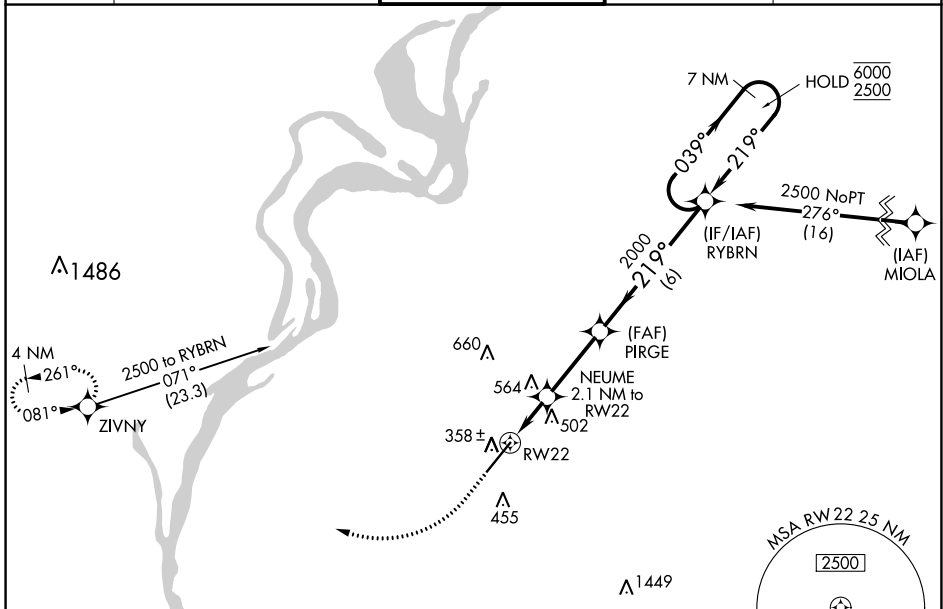 7 NM
HOLD 6000
2500
039°
219°
2500 NoPT
276°
(16)
(IF/IAF)
RYBRN
(IAF)
MIOLA
2000
219°
(6)
1486
(FAF)
PIRGE
660
4 NM
261°
081°
ZIVNY
2500 to RYBRN
071°
(23.3)
564
NEUME
2.1 NM to
RW22
502
358 ±
RW22
455
MSA RW22 25 NM
2500
1449